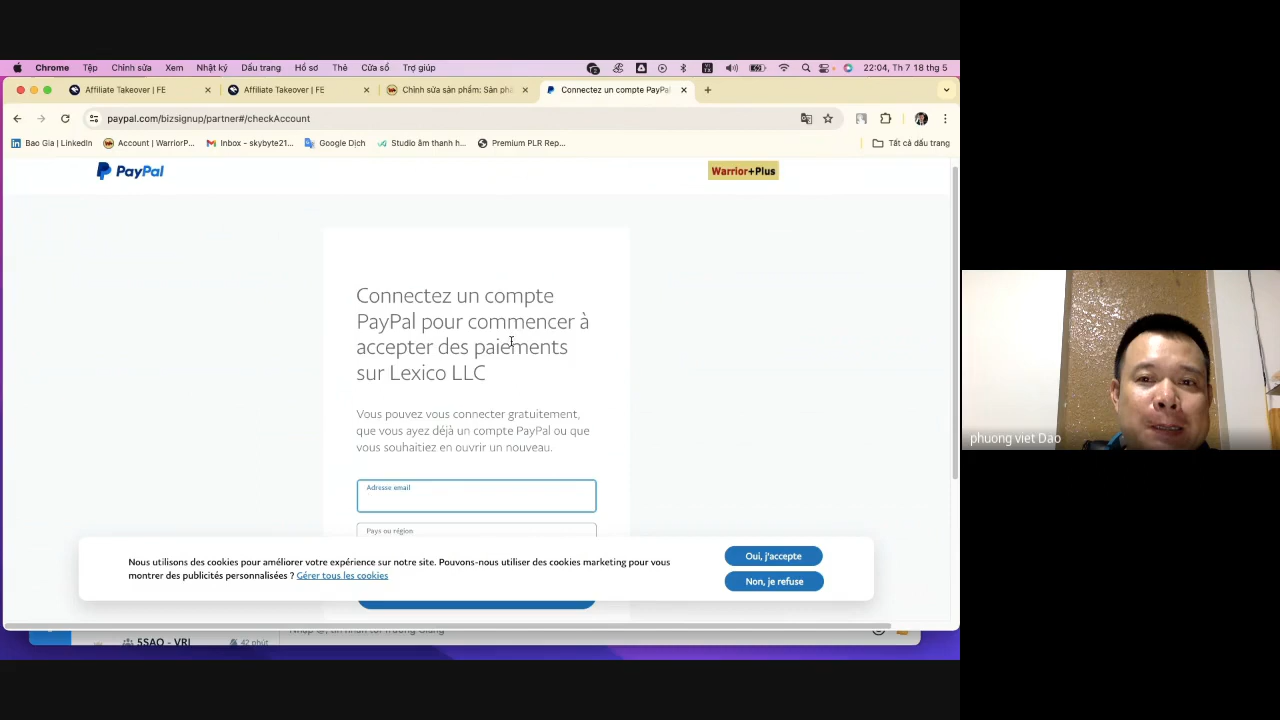 Chrome Tệp Chỉnh sửa Xem Nhật ký Dấu trang Hồ sơ Thẻ Cửa sổ Trợ giúp 22:04, Th 7 18 thg 5
Affiliate Takeover | FE Affiliate Takeover | FE Chỉnh sửa sản phẩm: Sản phẩ Connectez un compte PayPal
paypal.com/bizsignup/partner#/checkAccount
Bao Gia | LinkedIn Account | WarriorP... Inbox - skybyte21... Google Dịch Studio âm thanh h... Premium PLR Rep... Tất cả dấu trang
PayPal Warrior+Plus
Connectez un compte
PayPal pour commencer à
accepter des paiements
sur Lexico LLC
Vous pouvez vous connecter gratuitement,
que vous ayez déjà un compte PayPal ou que
vous souhaitiez en ouvrir un nouveau.
Adresse email
Pays ou région
Nous utilisons des cookies pour améliorer votre expérience sur notre site. Pouvons-nous utiliser des cookies marketing pour vous
montrer des publicités personnalisées ? Gérer tous les cookies
Oui, j'accepte
Non, je refuse
5SAO - VRI 42 phút
phuong viet Dao